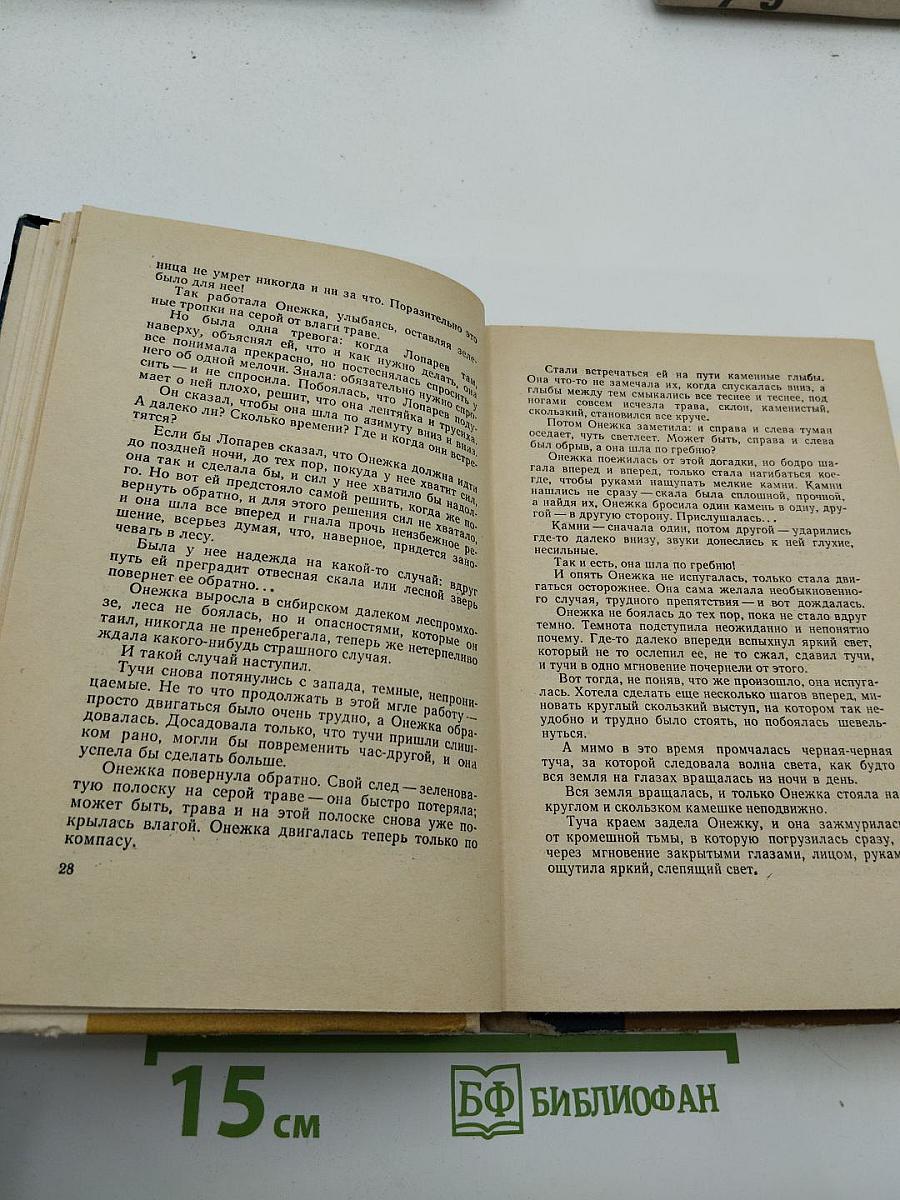 ница не умрет никогда и ни за что. Поразительно это
было для нее!
Так работала Онежка, улыбаясь, оставляя зеле-
ные тропки на серой от влаги траве.
Но была одна тревога: когда Лопарев там,
наверху, объяснял ей, что и как нужно делать, она
все понимала прекрасно, но постеснялась спросить у
него об одной мелочи. Знала: обязательно нужно спро-
сить — и не спросила. Побоялась, что Лопарев поду-
мает о ней плохо, решит, что она лентяйка и трусиха.
Он сказал, чтобы она шла по азимуту вниз и вниз.
А далеко ли? Сколько времени? Где и когда они встре-
тятся?
Если бы Лопарев сказал, что Онежка должна идти
до поздней ночи, до тех пор, покуда у нее хватит сил,
она так и сделала бы, и сил у нее хватило бы надол-
го. Но вот ей предстояло самой решить, когда же по-
вернуть обратно, и для этого решения сил не хватало,
и она шла все вперед и гнала прочь неизбежное ре-
шение, всерьез думая, что, наверное, придется зано-
чевать в лесу.
Была у нее надежда на какой-то случай: вдруг
путь ей преградит отвесная скала или лесной зверь
повернет ее обратно...
Онежка выросла в сибирском далеком леспромхо-
зе, леса не боялась, но и опасностями, которые он
таил, никогда не пренебрегала, теперь же нетерпеливо
ждала какого-нибудь страшного случая.
И такой случай наступил.
Тучи снова потянулись с запада, темные, непрони-
цаемые. Не то что продолжать в этой мгле работу —
просто двигаться было очень трудно, а Онежка обра-
довалась. Досадовала только, что тучи пришли слиш-
ком рано, могли бы повременить час-другой, и она
успела бы сделать больше.
Онежка повернула обратно. Свой след — зеленова-
тую полоску на серой траве — она быстро потеряла;
может быть, трава и на этой полоске снова уже по-
крылась влагой. Онежка двигалась теперь только по
компасу.
28
Стали встречаться ей на пути каменные глыбы.
Она что-то не замечала их, когда спускалась вниз, а
глыбы между тем смыкались все теснее и теснее, под
ногами совсем исчезла трава, склон, каменистый,
скользкий, становился все круче.
Потом Онежка заметила: и справа и слева туман
оседает, чуть светлеет. Может быть, справа и слева
был обрыв, а она шла по гребню?
Онежка поежилась от этой догадки, но бодро ша-
гала вперед и вперед, только стала нагибаться кое-
где, чтобы руками нащупать мелкие камни. Камни
нашлись не сразу — скала была сплошной, прочной,
а найдя их, Онежка бросила один камень в одну, дру-
гой — в другую сторону. Прислушалась...
Камни — сначала один, потом другой — ударились
где-то далеко внизу, звуки донеслись к ней глухие,
несильные.
Так и есть, она шла по гребню!
И опять Онежка не испугалась, только стала дви-
гаться осторожнее. Она сама желала необыкновенно-
го случая, трудного препятствия — и вот дождалась.
Онежка не боялась до тех пор, пока не стало вдруг
темно. Темнота подступила неожиданно и непонятно
почему. Где-то далеко впереди вспыхнул яркий свет,
который не то ослепил ее, не то сжал, сдавил тучи,
и тучи в одно мгновение почернели от этого.
Вот тогда, не поняв, что же произошло, она испуга-
лась. Хотела сделать еще несколько шагов вперед, ми-
новать круглый скользкий выступ, на котором так не-
удобно и трудно было стоять, но побоялась шевель-
нуться.
А мимо в это время промчалась черная-черная
туча, за которой следовала волна света, как будто
вся земля на глазах вращалась из ночи в день.
Вся земля вращалась, и только Онежка стояла на
круглом и скользком камешке неподвижно.
Туча краем задела Онежку, и она зажмурилась
от кромешной тьмы, в которую погрузилась сразу,
через мгновение закрытыми глазами, лицом, рукам
ощутила яркий, слепящий свет.
15 см
БФ БИБЛИОФАН